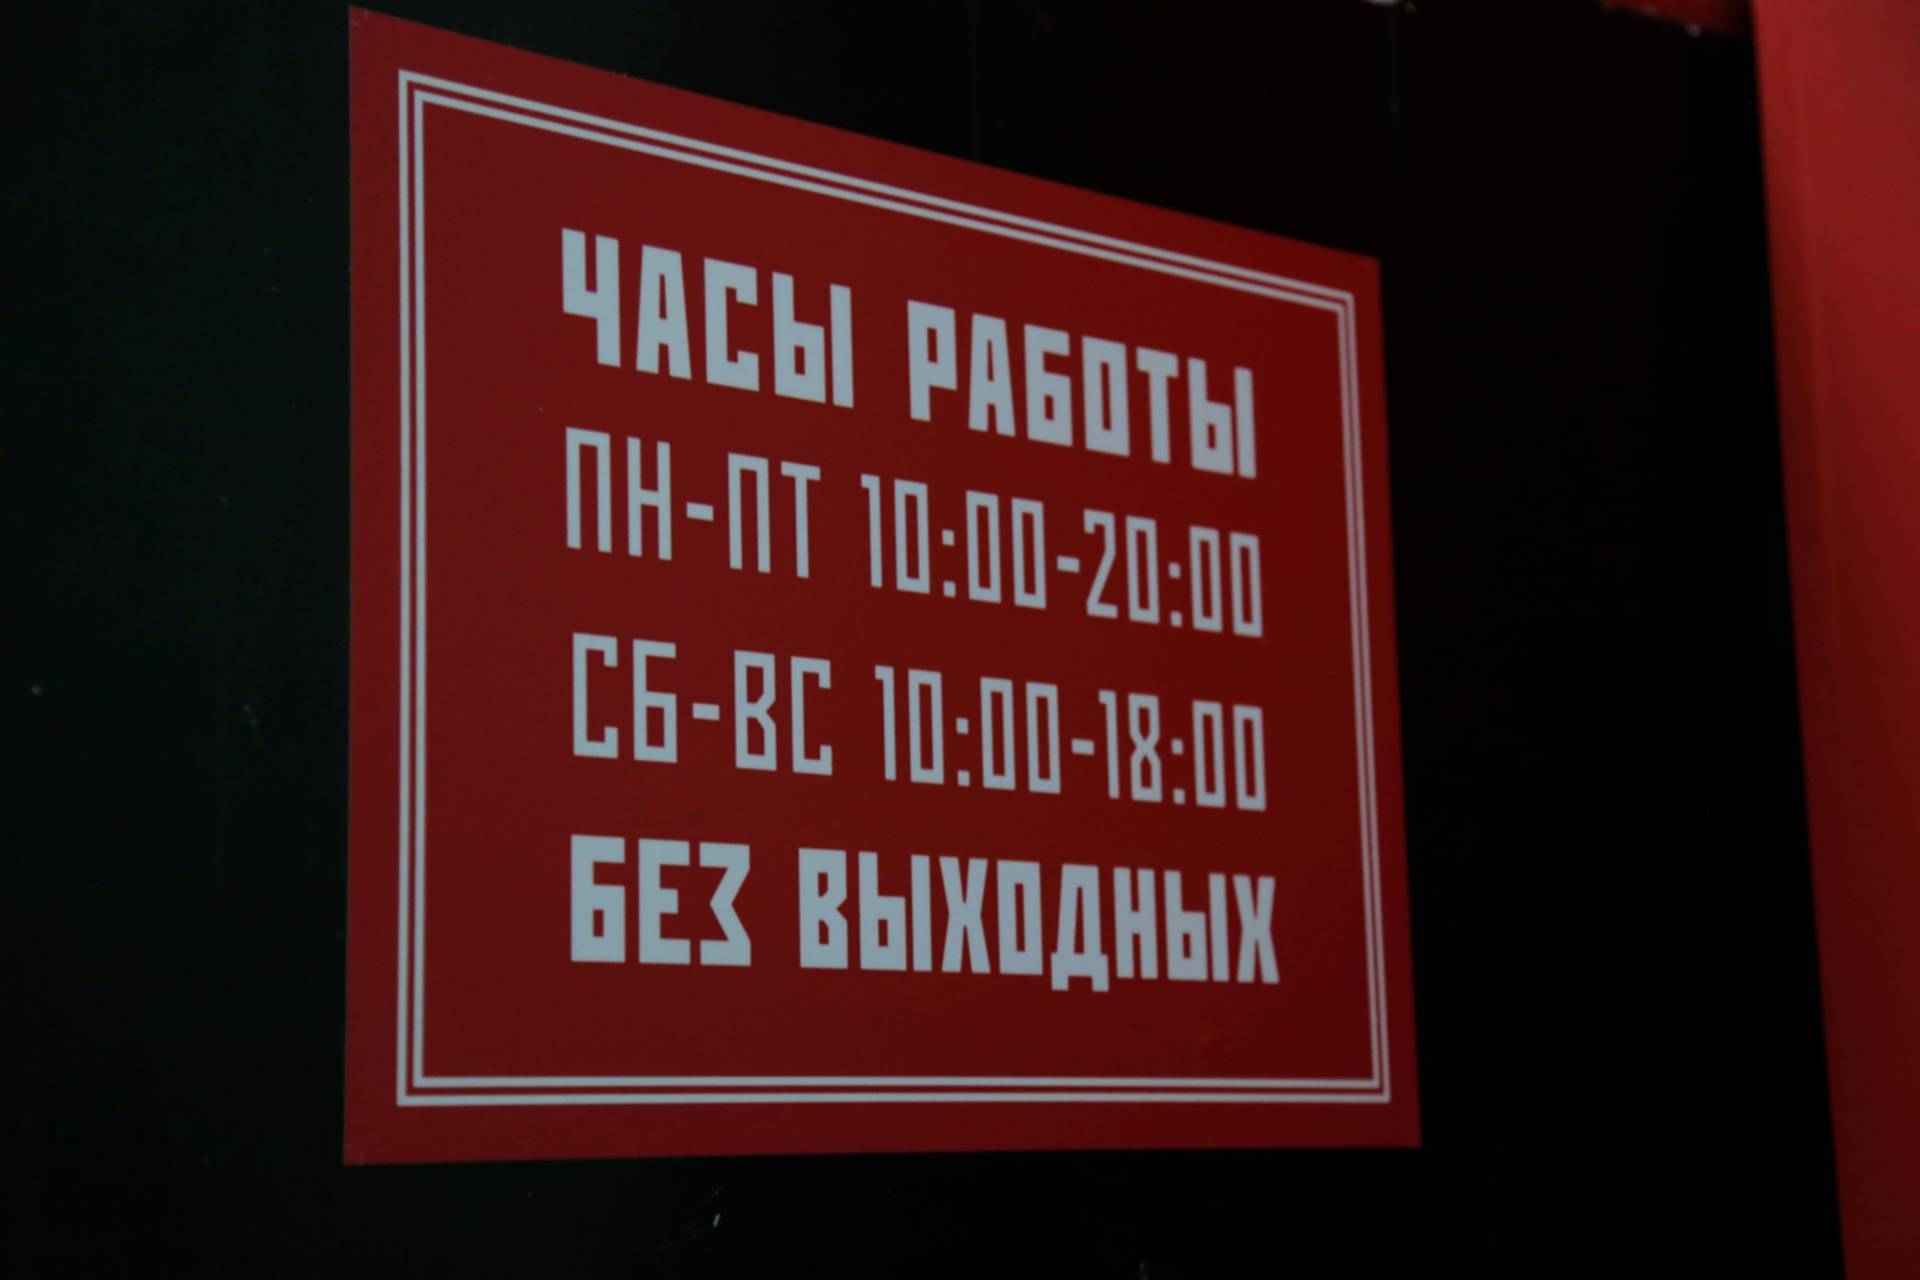 ЧАСЫ РАБОТЫ
ПН-ПТ 10:00-20:00
СБ-ВС 10:00-18:00
БЕЗ ВЫХОДНЫХ